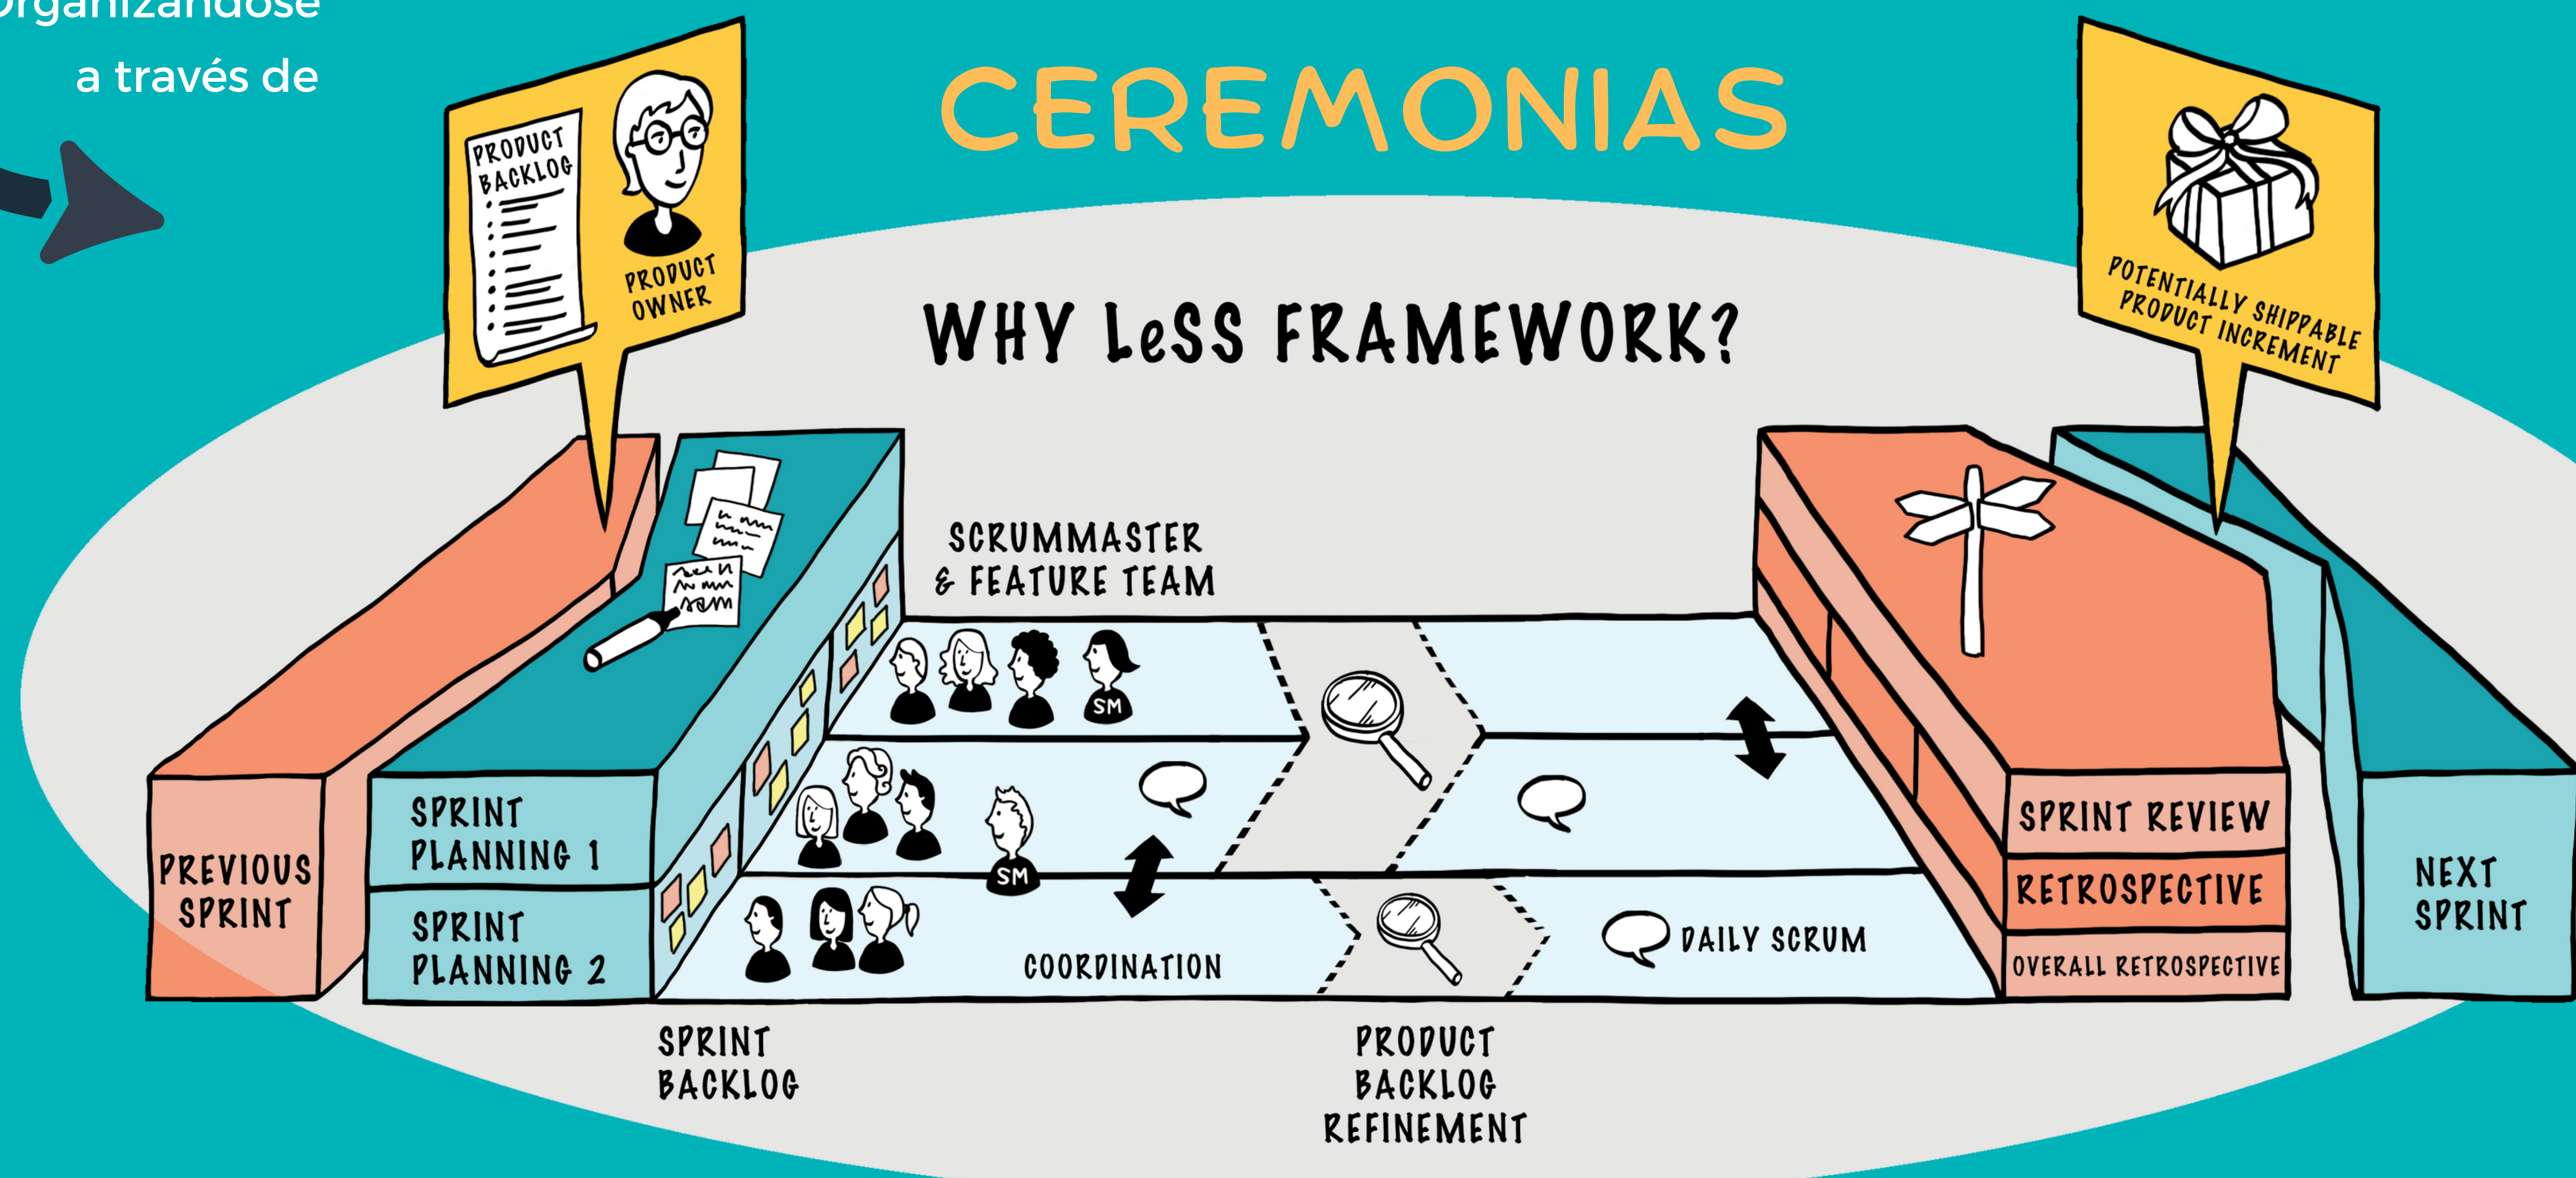 Organizándose
a través de
CEREMONIAS
PRODUCT
BACKLOG
PRODUCT
OWNER
WHY LeSS FRAMEWORK?
POTENTIALLY SHIPPABLE
PRODUCT INCREMENT
SCRUMMASTER
& FEATURE TEAM
SM
SM
PREVIOUS
SPRINT
SPRINT
PLANNING 1
SPRINT
PLANNING 2
COORDINATION
DAILY SCRUM
SPRINT REVIEW
RETROSPECTIVE
OVERALL RETROSPECTIVE
NEXT
SPRINT
SPRINT
BACKLOG
PRODUCT
BACKLOG
REFINEMENT